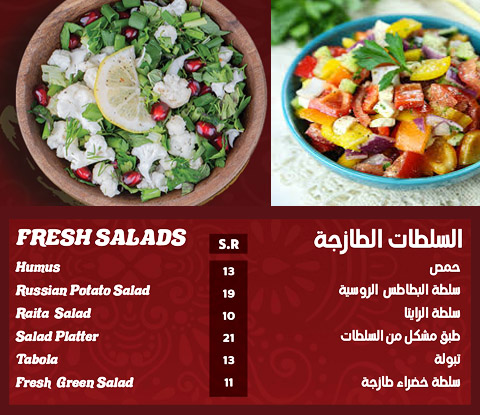 FRESH SALADS S.R السلطات الطازجة
Humus 13 حمص
Russian Potato Salad 19 سلطة البطاطس الروسية
Raita Salad 10 سلطة الرايتا
Salad Platter 21 طبق مشكل من السلطات
Tabola 13 تبولة
Fresh Green Salad 11 سلطة خضراء طازجة